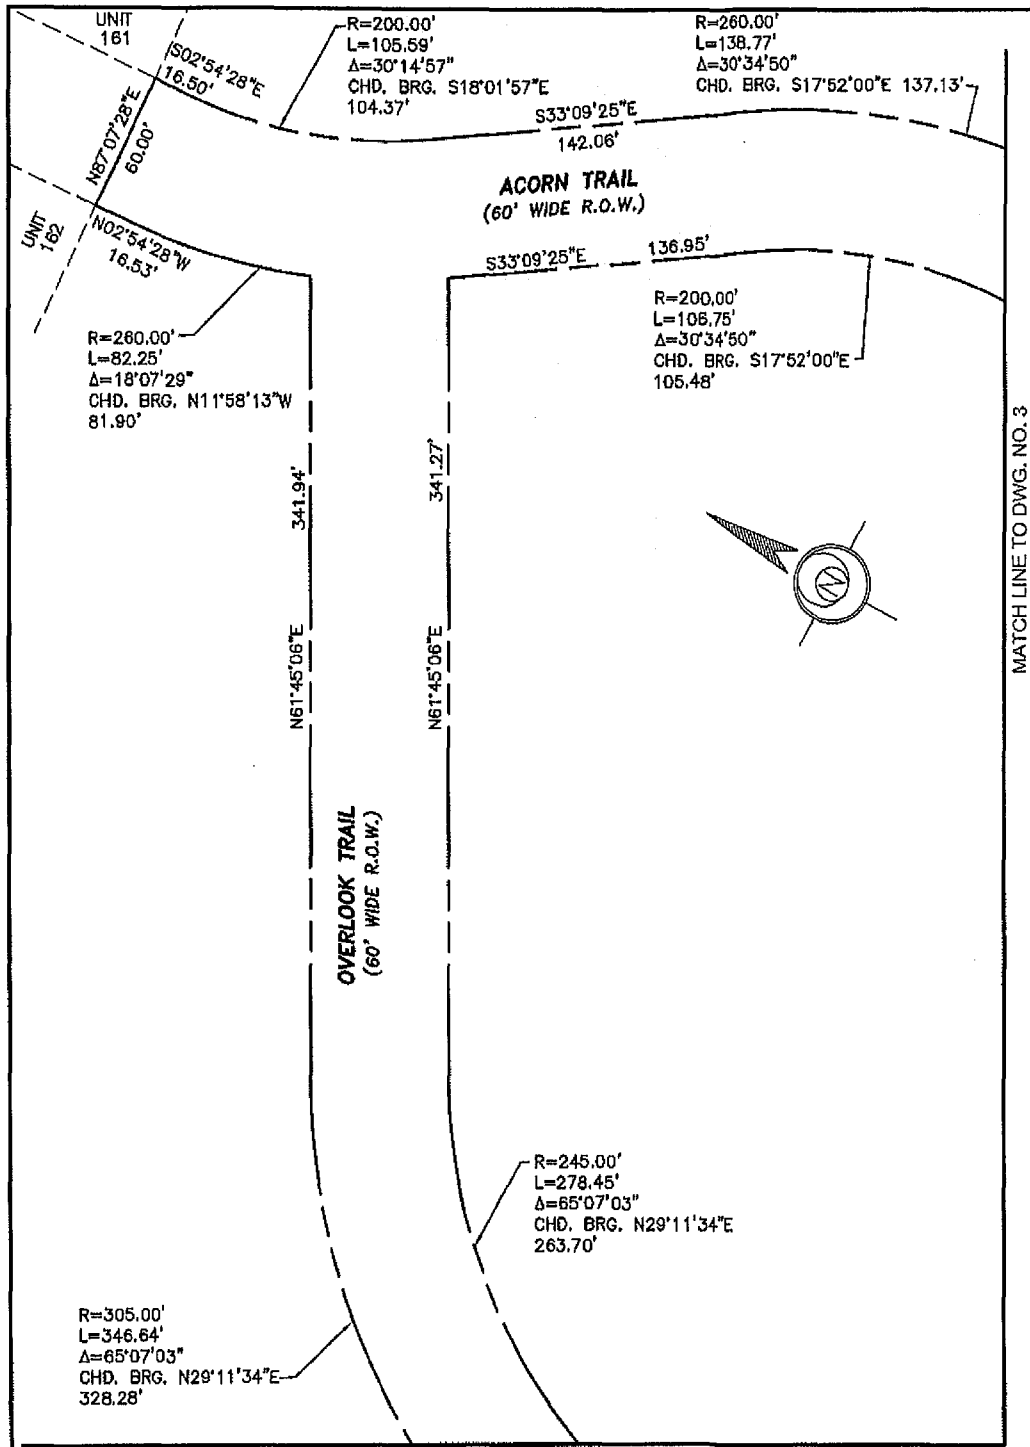 UNIT
161
S02°54'28"E
16.50'
R=200.00'
L=105.59'
Δ=30°14'57"
CHD. BRG. S18°01'57"E
104.37'
R=260.00'
L=138.77'
Δ=30°34'50"
CHD. BRG. S17°52'00"E 137.13'
S33°09'25"E
142.06'
N87°07'28"E
60.00'
ACORN TRAIL
(60' WIDE R.O.W.)
UNIT
162
N02°54'28"W
16.53'
S33°09'25"E 136.95'
R=260.00'
L=82.25'
Δ=18°07'29"
CHD. BRG. N11°58'13"W
81.90'
R=200.00'
L=106.75'
Δ=30°34'50"
CHD. BRG. S17°52'00"E
105.48'
N61°45'06"E 341.94'
N61°45'06"E 341.27'
N
MATCH LINE TO DWG. NO. 3
OVERLOOK TRAIL
(60' WIDE R.O.W.)
R=245.00'
L=278.45'
Δ=65°07'03"
CHD. BRG. N29°11'34"E
263.70'
R=305.00'
L=346.64'
Δ=65°07'03"
CHD. BRG. N29°11'34"E
328.28'